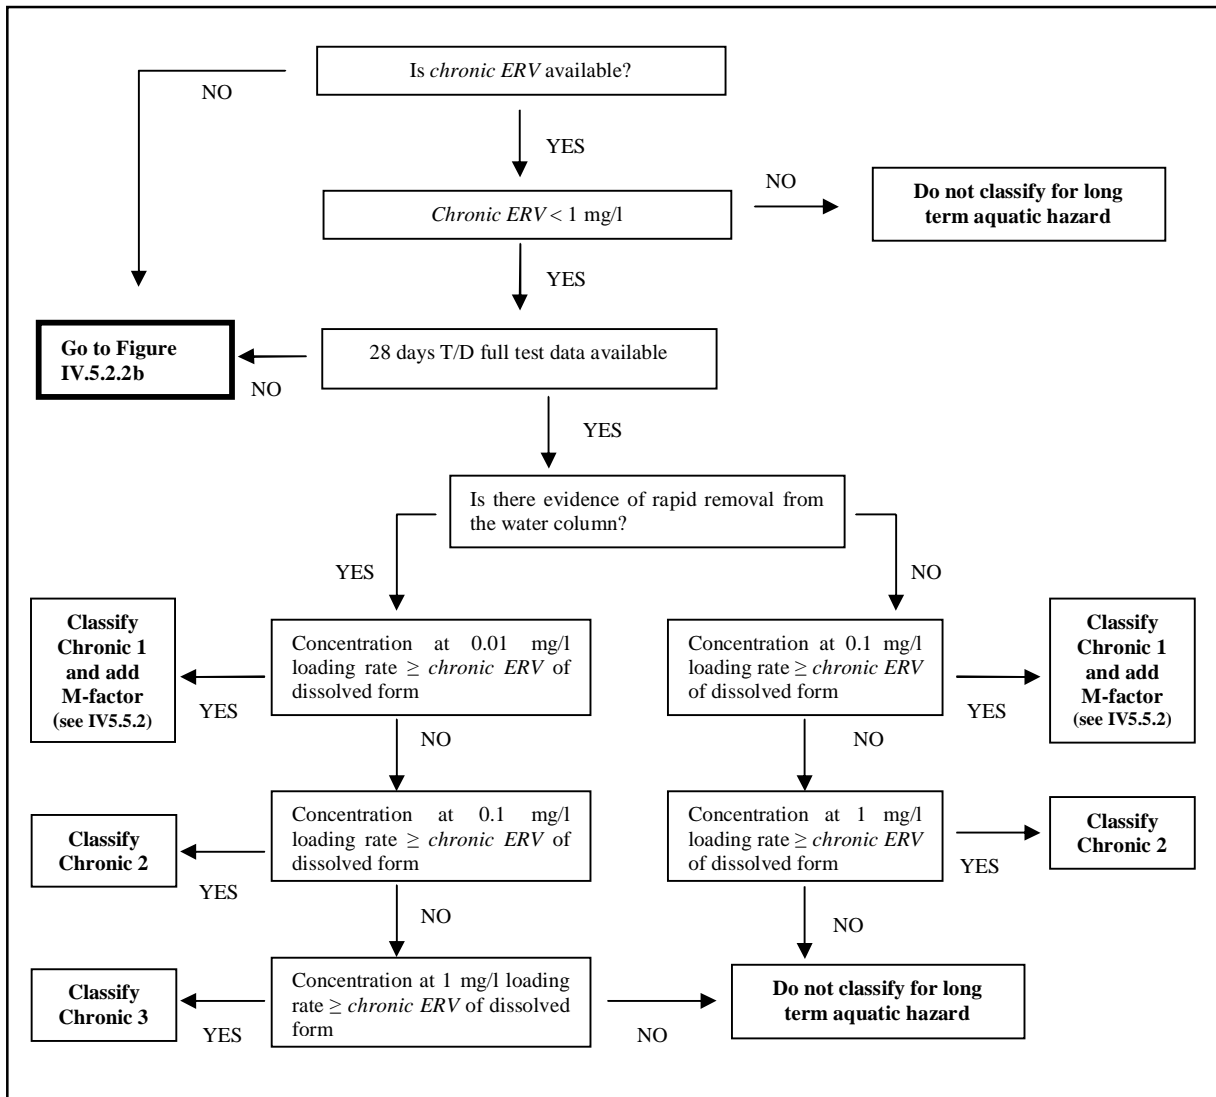 Is chronic ERV available?
NO
YES
Chronic ERV < 1 mg/l
NO
Do not classify for long
term aquatic hazard
YES
Go to Figure
IV.5.2.2b
NO
28 days T/D full test data available
YES
Is there evidence of rapid removal from
the water column?
YES
NO
Classify
Chronic 1
and add
M-factor
(see IV5.5.2)
YES
Concentration at 0.01 mg/l
loading rate ≥ chronic ERV of
dissolved form
Concentration at 0.1 mg/l
loading rate ≥ chronic ERV
of dissolved form
YES
Classify
Chronic 1
and add
M-factor
(see IV5.5.2)
NO
NO
Classify
Chronic 2
YES
Concentration at 0.1 mg/l
loading rate ≥ chronic ERV of
dissolved form
Concentration at 1 mg/l
loading rate ≥ chronic ERV
of dissolved form
YES
Classify
Chronic 2
NO
NO
Classify
Chronic 3
YES
Concentration at 1 mg/l loading
rate ≥ chronic ERV of dissolved
form
NO
Do not classify for long
term aquatic hazard